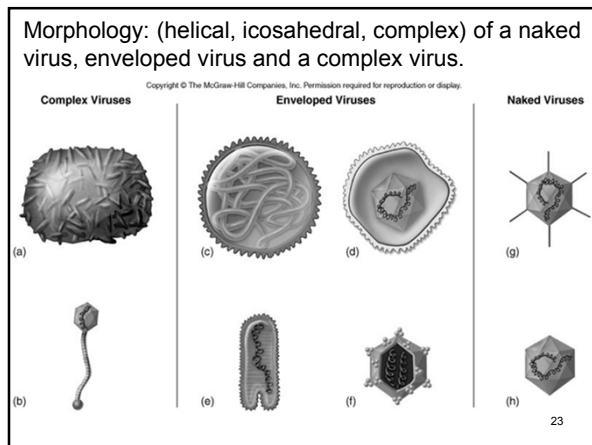 Morphology: (helical, icosahedral, complex) of a naked
virus, enveloped virus and a complex virus.
Copyright © The McGraw-Hill Companies, Inc. Permission required for reproduction or display.
Complex Viruses
Enveloped Viruses
Naked Viruses
(a)
(c)
(d)
(g)
(b)
(e)
(f)
(h)
23